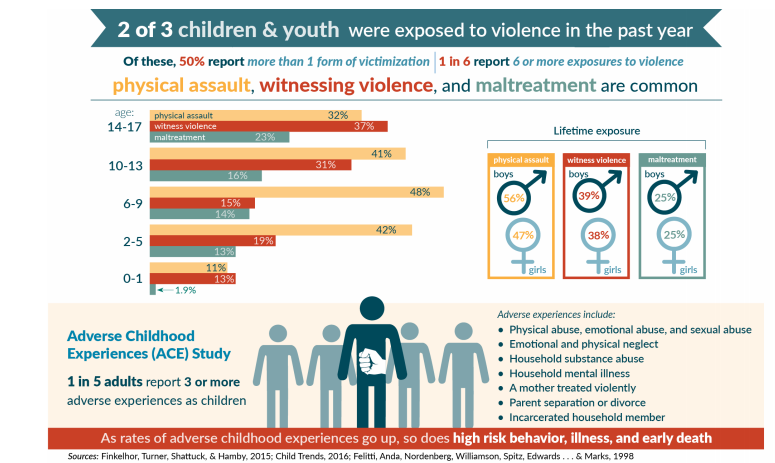 2 of 3 children & youth were exposed to violence in the past year
Of these, 50% report more than 1 form of victimization | 1 in 6 report 6 or more exposures to violence
physical assault, witnessing violence, and maltreatment are common
age:
14-17
physical assault 32%
witness violence 37%
maltreatment 23%
10-13
41%
31%
16%
6-9
48%
15%
14%
2-5
42%
19%
13%
0-1
11%
13%
1.9%
Lifetime exposure
physical assault
boys
56%
47%
girls
witness violence
boys
39%
38%
girls
maltreatment
boys
25%
25%
girls
Adverse Childhood
Experiences (ACE) Study
1 in 5 adults report 3 or more
adverse experiences as children
Adverse experiences include:
• Physical abuse, emotional abuse, and sexual abuse
• Emotional and physical neglect
• Household substance abuse
• Household mental illness
• A mother treated violently
• Parent separation or divorce
• Incarcerated household member
As rates of adverse childhood experiences go up, so does high risk behavior, illness, and early death
Sources: Finkelhor, Turner, Shattuck, & Hamby, 2015; Child Trends, 2016; Felitti, Anda, Nordenberg, Williamson, Spitz, Edwards . . . & Marks, 1998